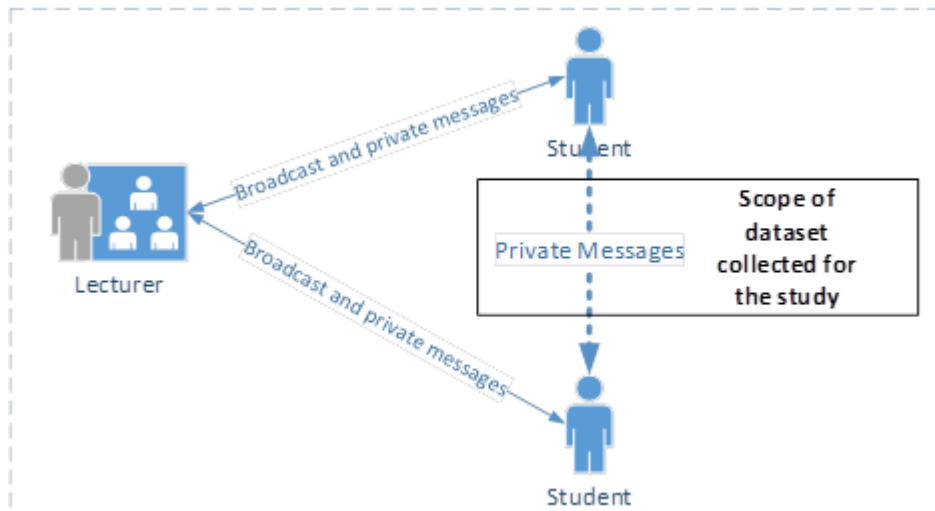 Broadcast and private messages
Student
Lecturer
Private Messages
Scope of
dataset
collected for
the study
Broadcast and private messages
Student